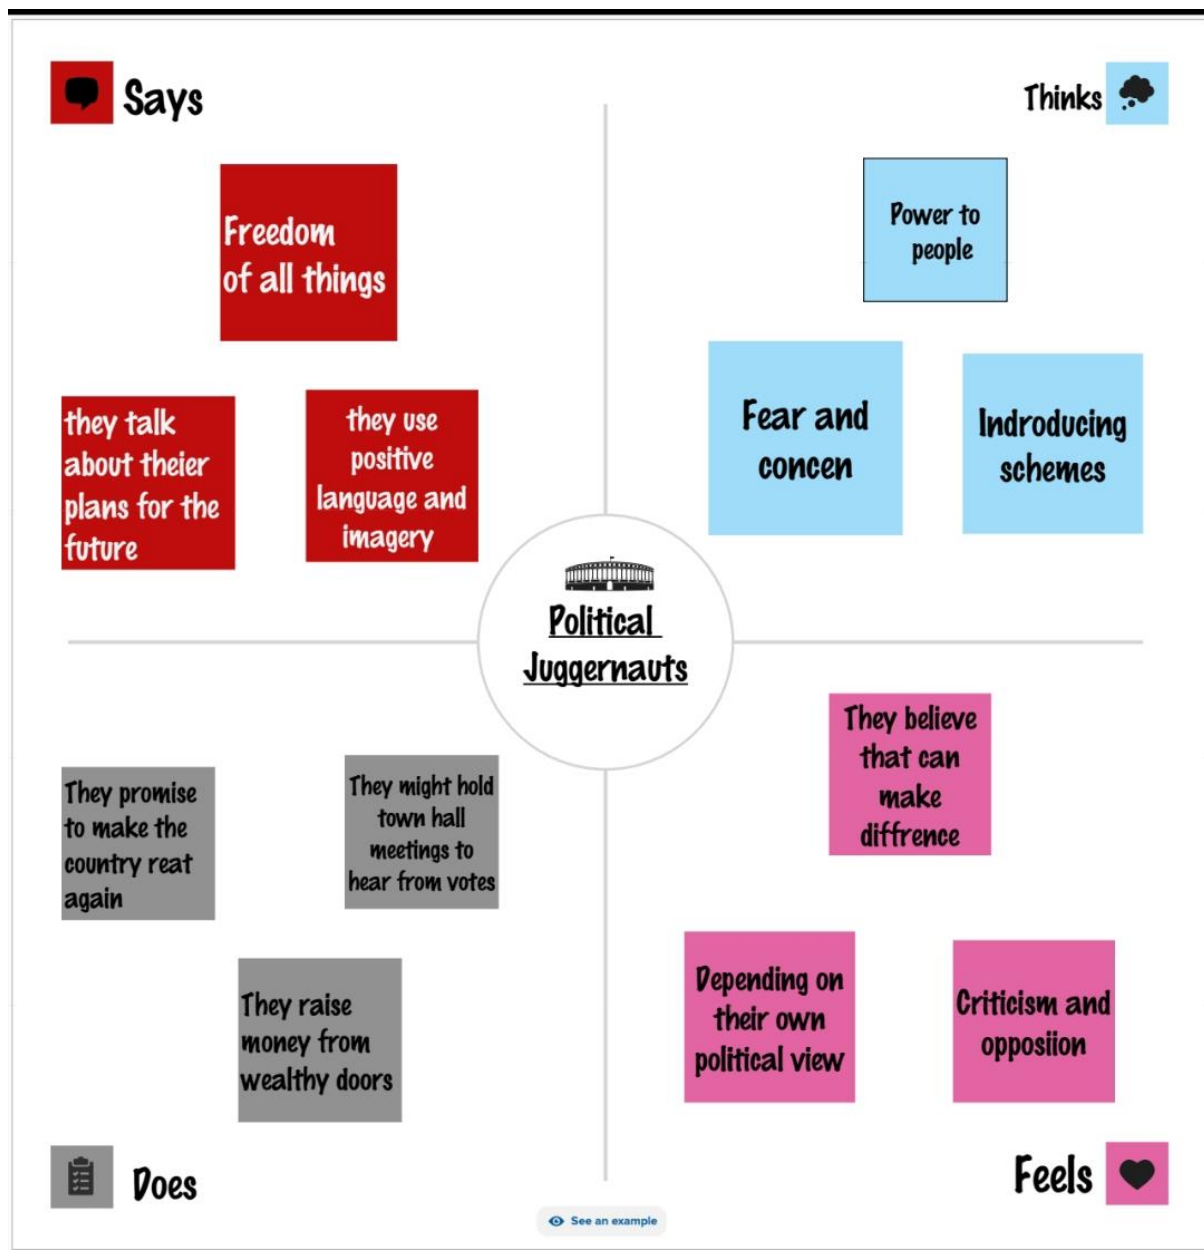 Says
Thinks
Freedom
of all things
they talk
about theier
plans for the
future
they use
positive
language and
imagery
Power to
people
Fear and
concen
Indroducing
schemes
Political
Juggernauts
They promise
to make the
country reat
again
They might hold
town hall
meetings to
hear from votes
They raise
money from
wealthy doors
They believe
that can
make
diffrence
Depending on
their own
political view
Criticism and
opposiion
Does
Feels
See an example